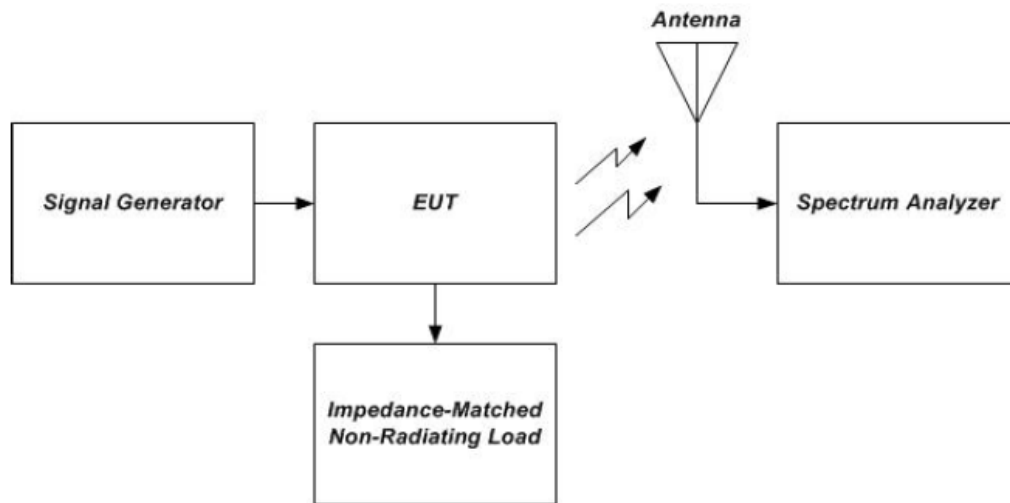 Antenna
Signal Generator
EUT
Spectrum Analyzer
Impedance-Matched
Non-Radiating Load